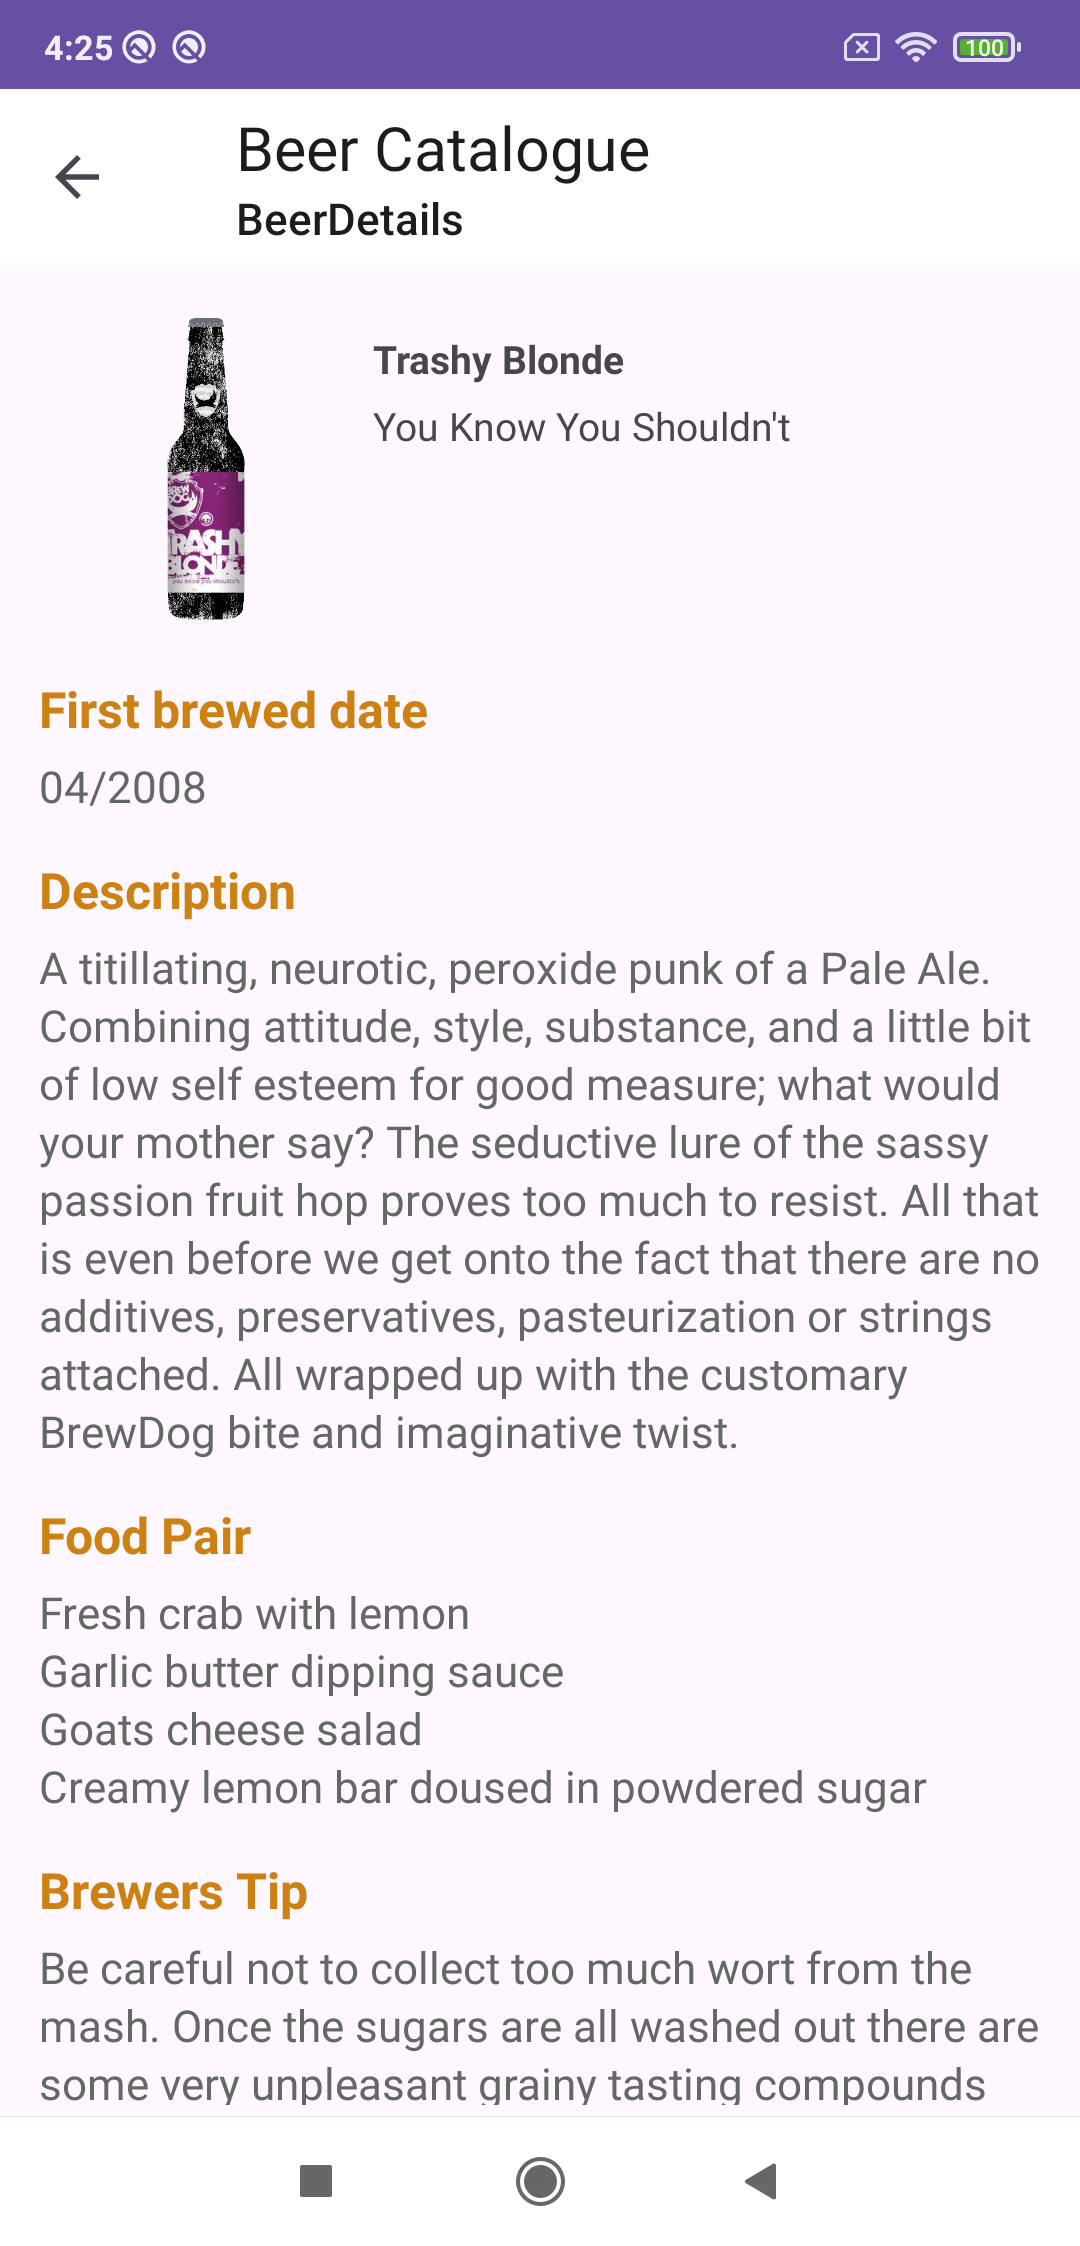 4:25
100
Beer Catalogue
BeerDetails
Trashy Blonde
You Know You Shouldn't
BREW
DOG
TRASHY
BLONDE
you know you shouldn't
First brewed date
04/2008
Description
A titillating, neurotic, peroxide punk of a Pale Ale.
Combining attitude, style, substance, and a little bit
of low self esteem for good measure; what would
your mother say? The seductive lure of the sassy
passion fruit hop proves too much to resist. All that
is even before we get onto the fact that there are no
additives, preservatives, pasteurization or strings
attached. All wrapped up with the customary
BrewDog bite and imaginative twist.
Food Pair
Fresh crab with lemon
Garlic butter dipping sauce
Goats cheese salad
Creamy lemon bar doused in powdered sugar
Brewers Tip
Be careful not to collect too much wort from the
mash. Once the sugars are all washed out there are
some very unpleasant grainy tasting compounds